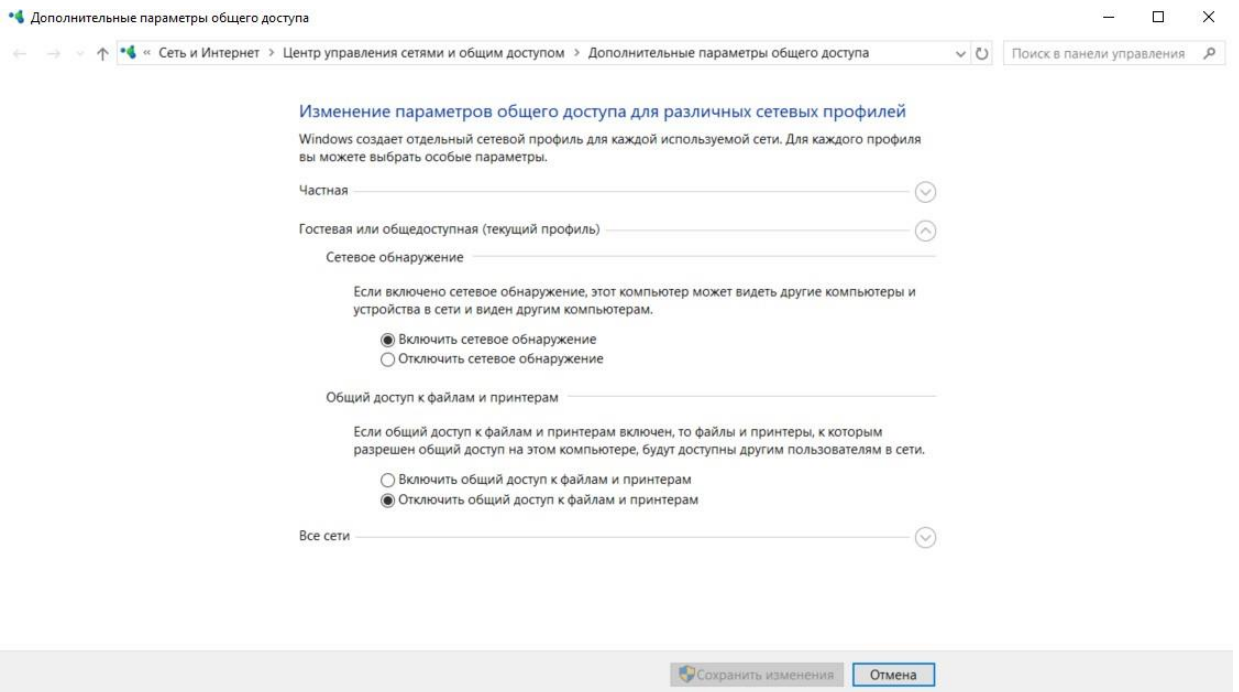 Дополнительные параметры общего доступа
« Сеть и Интернет > Центр управления сетями и общим доступом > Дополнительные параметры общего доступа
Поиск в панели управления
Изменение параметров общего доступа для различных сетевых профилей
Windows создает отдельный сетевой профиль для каждой используемой сети. Для каждого профиля
вы можете выбрать особые параметры.
Частная
Гостевая или общедоступная (текущий профиль)
Сетевое обнаружение
Если включено сетевое обнаружение, этот компьютер может видеть другие компьютеры и
устройства в сети и виден другим компьютерам.
Включить сетевое обнаружение
Отключить сетевое обнаружение
Общий доступ к файлам и принтерам
Если общий доступ к файлам и принтерам включен, то файлы и принтеры, к которым
разрешен общий доступ на этом компьютере, будут доступны другим пользователям в сети.
Включить общий доступ к файлам и принтерам
Отключить общий доступ к файлам и принтерам
Все сети
Сохранить изменения
Отмена